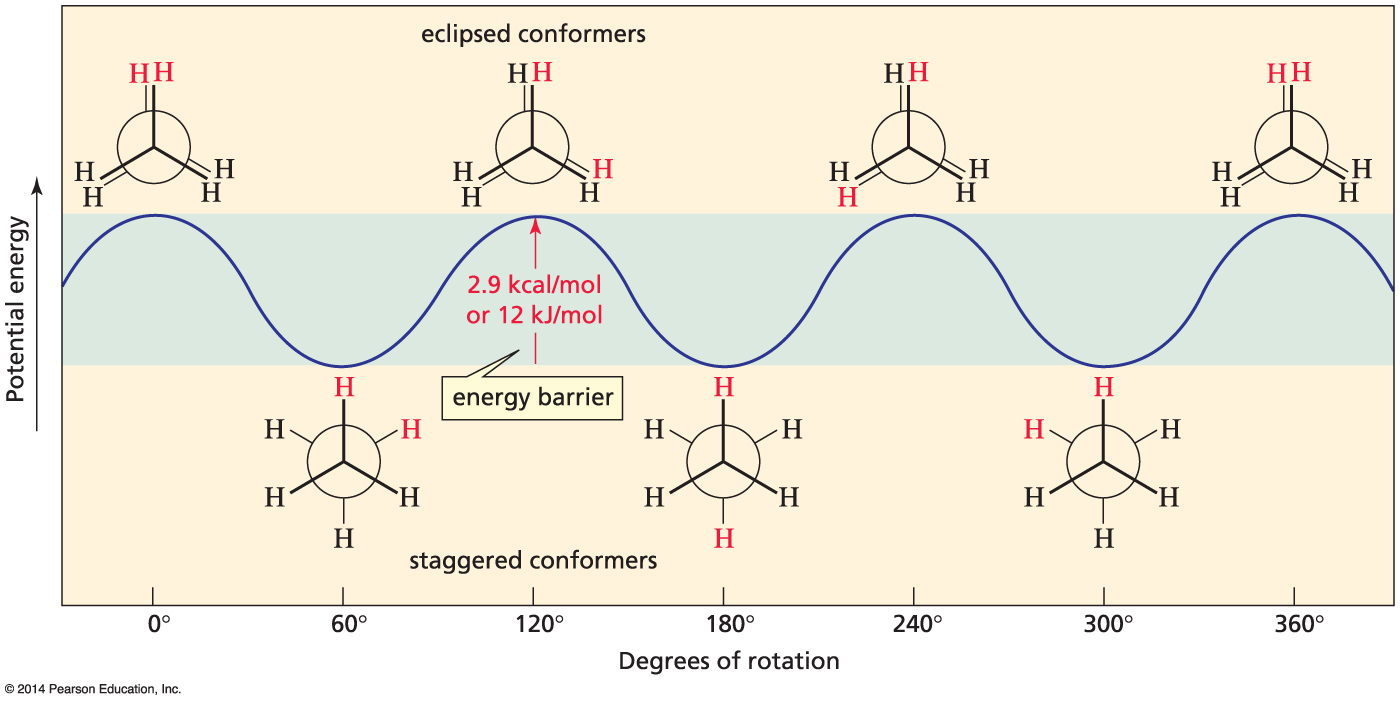 eclipsed conformers
HH
H H
H H
HH
H H
H H
HH
H H
H H
HH
H H
H H
Potential energy
2.9 kcal/mol
or 12 kJ/mol
energy barrier
H
H H
H H
H
H
H H
H H
H
H
H H
H H
H
staggered conformers
0° 60° 120° 180° 240° 300° 360°
Degrees of rotation
© 2014 Pearson Education, Inc.